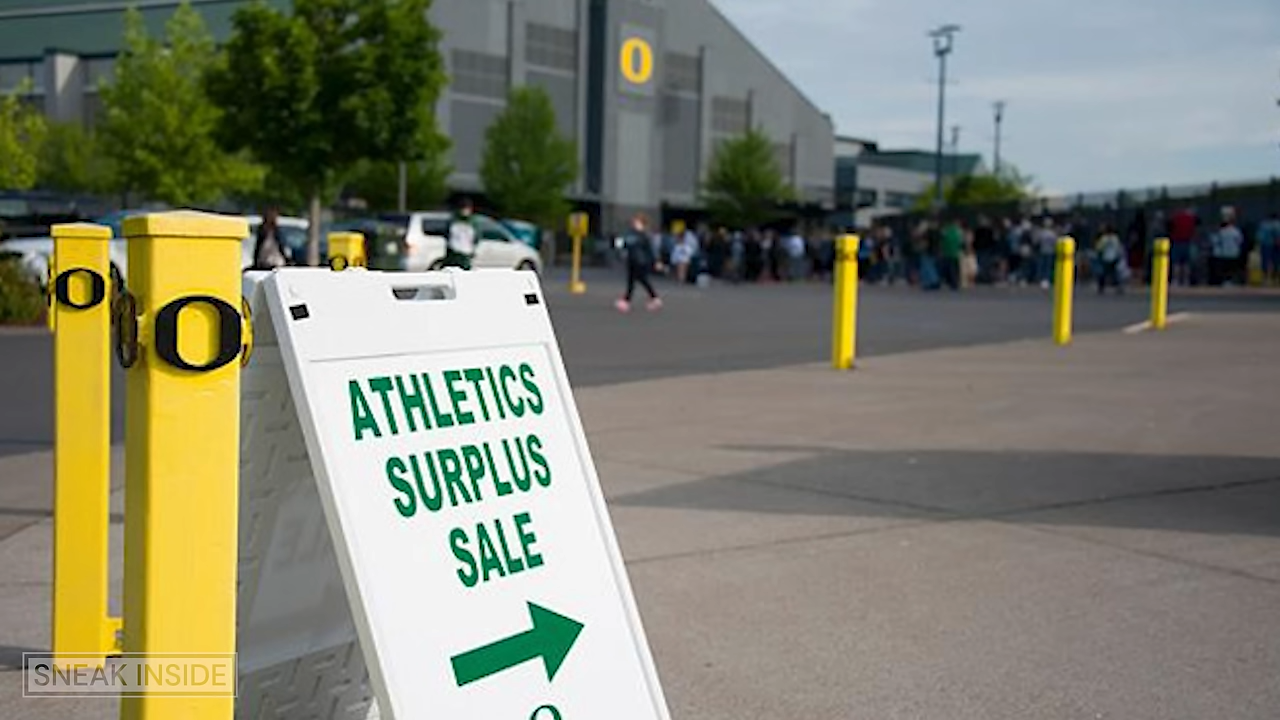 O
O
O
ATHLETICS
SURPLUS
SALE
SNEAK INSIDE